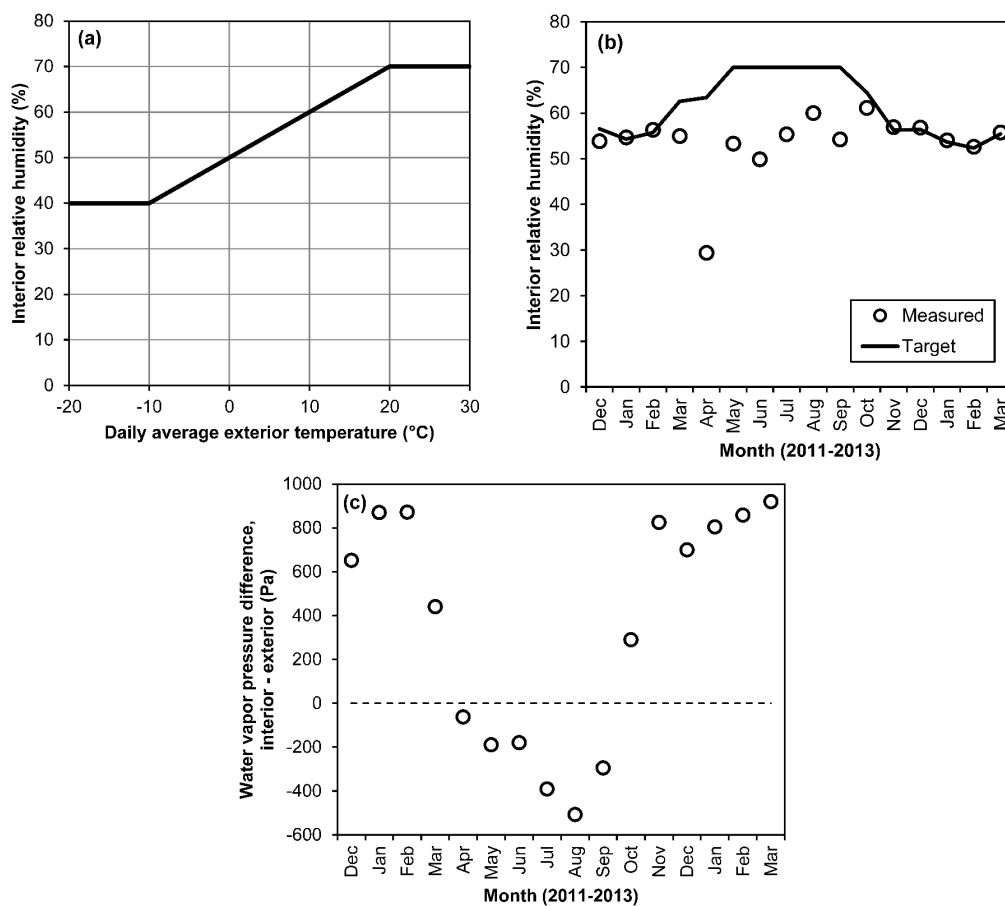 (a)
Interior relative humidity (%)
80
70
60
50
40
30
20
10
0
-20 -10 0 10 20 30
Daily average exterior temperature (°C)
(b)
Interior relative humidity (%)
80
70
60
50
40
30
20
10
0
Measured
Target
Dec Jan Feb Mar Apr May Jun Jul Aug Sep Oct Nov Dec Jan Feb Mar
Month (2011-2013)
(c)
Water vapor pressure difference,
interior - exterior (Pa)
1000
800
600
400
200
0
-200
-400
-600
Dec Jan Feb Mar Apr May Jun Jul Aug Sep Oct Nov Dec Jan Feb Mar
Month (2011-2013)